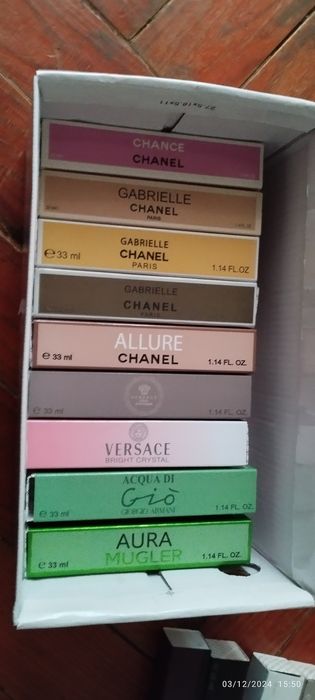 CHANCE
CHANEL
GABRIELLE
CHANEL
PARIS
GABRIELLE
CHANEL
PARIS
℮33 ml
1.14 FL.OZ
GABRIELLE
CHANEL
PARIS
ALLURE
CHANEL
℮ 33 ml
1.14 FL. OZ.
VERSACE
℮ 33 ml
1.14 FL. OZ.
VERSACE
BRIGHT CRYSTAL
ACQUA DI
Giò
GIORGIO ARMANI
℮ 33 ml
1.14 FL. OZ.
AURA
MUGLER
℮ 33 ml
1.14 FL. OZ.
03/12/2024 15:50